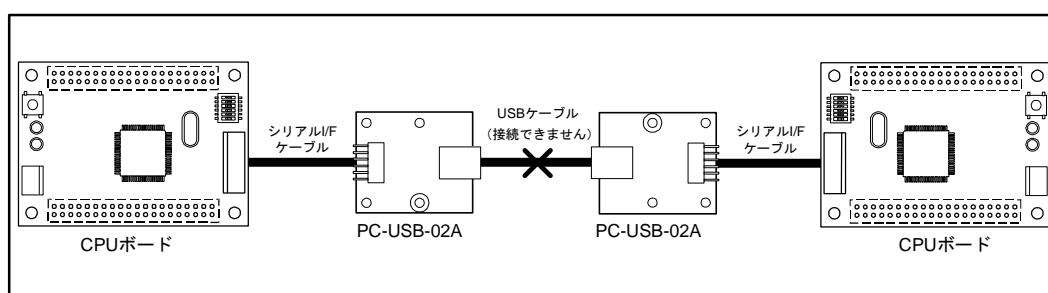 シリアルI/F
ケーブル
USBケーブル
（接続できません）
シリアルI/F
ケーブル
CPUボード
PC-USB-02A
PC-USB-02A
CPUボード